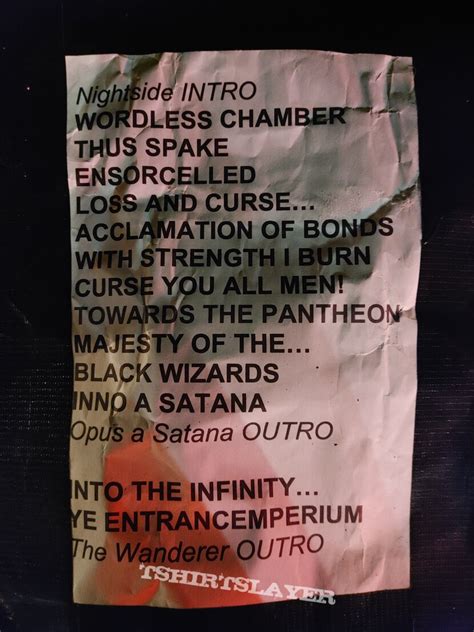 Nightside INTRO
WORDLESS CHAMBER
THUS SPAKE
ENSORCELLED
LOSS AND CURSE...
ACCLAMATION OF BONDS
WITH STRENGTH I BURN
CURSE YOU ALL MEN!
TOWARDS THE PANTHEON
MAJESTY OF THE...
BLACK WIZARDS
INNO A SATANA
Opus a Satana OUTRO
INTO THE INFINITY...
YE ENTRANCEMPERIUM
The Wanderer OUTRO
TSHIRTSLAYER